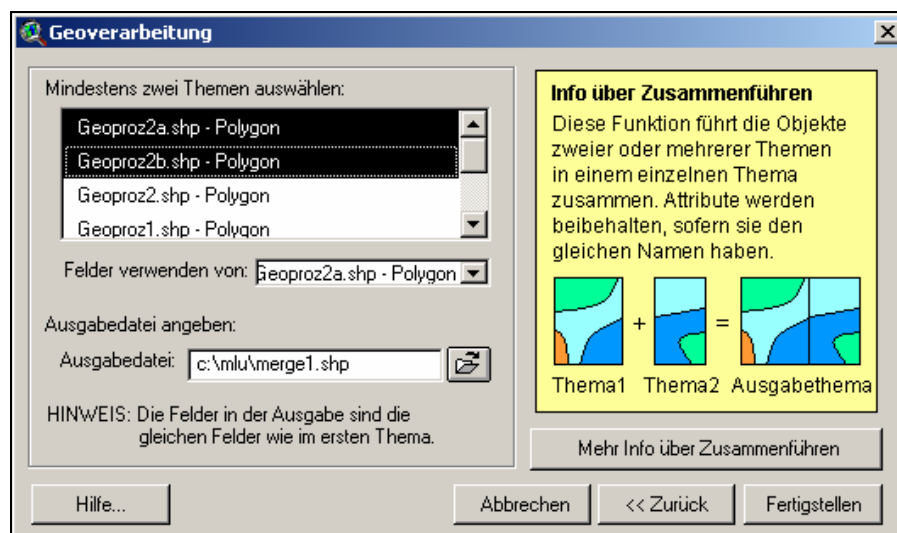 Geoverarbeitung
Mindestens zwei Themen auswählen:
Geoproz2a.shp - Polygon
Geoproz2b.shp - Polygon
Geoproz2.shp - Polygon
Geoproz1.shp - Polygon
Felder verwenden von:
Geoproz2a.shp - Polygon
Ausgabedatei angeben:
Ausgabedatei:
c:\mlu\merge1.shp
HINWEIS: Die Felder in der Ausgabe sind die
gleichen Felder wie im ersten Thema.
Info über Zusammenführen
Diese Funktion führt die Objekte
zweier oder mehrerer Themen
in einem einzelnen Thema
zusammen. Attribute werden
beibehalten, sofern sie den
gleichen Namen haben.
+ =
Thema1 Thema2 Ausgabethema
Mehr Info über Zusammenführen
Hilfe...
Abbrechen
<< Zurück
Fertigstellen